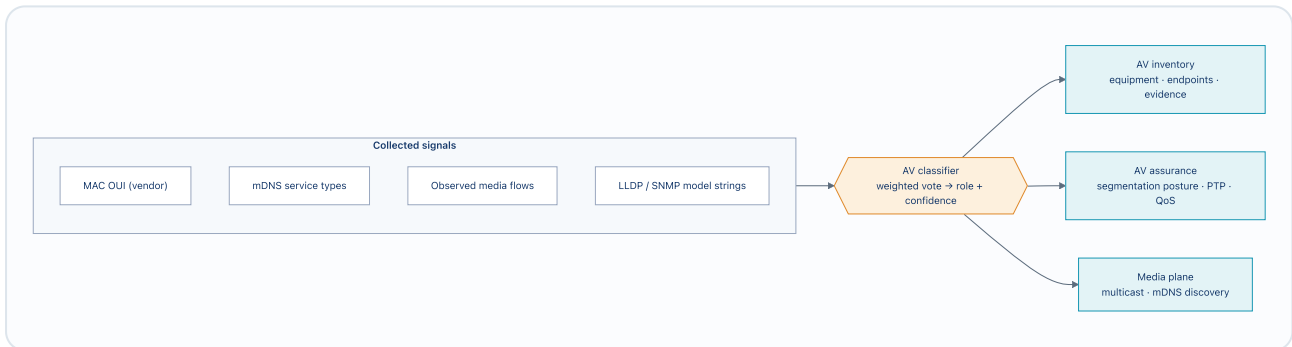 Collected signals
MAC OUI (vendor)
mDNS service types
Observed media flows
LLDP / SNMP model strings
AV classifier
weighted vote → role +
confidence
AV inventory
equipment · endpoints ·
evidence
AV assurance
segmentation posture · PTP ·
QoS
Media plane
multicast · mDNS discovery